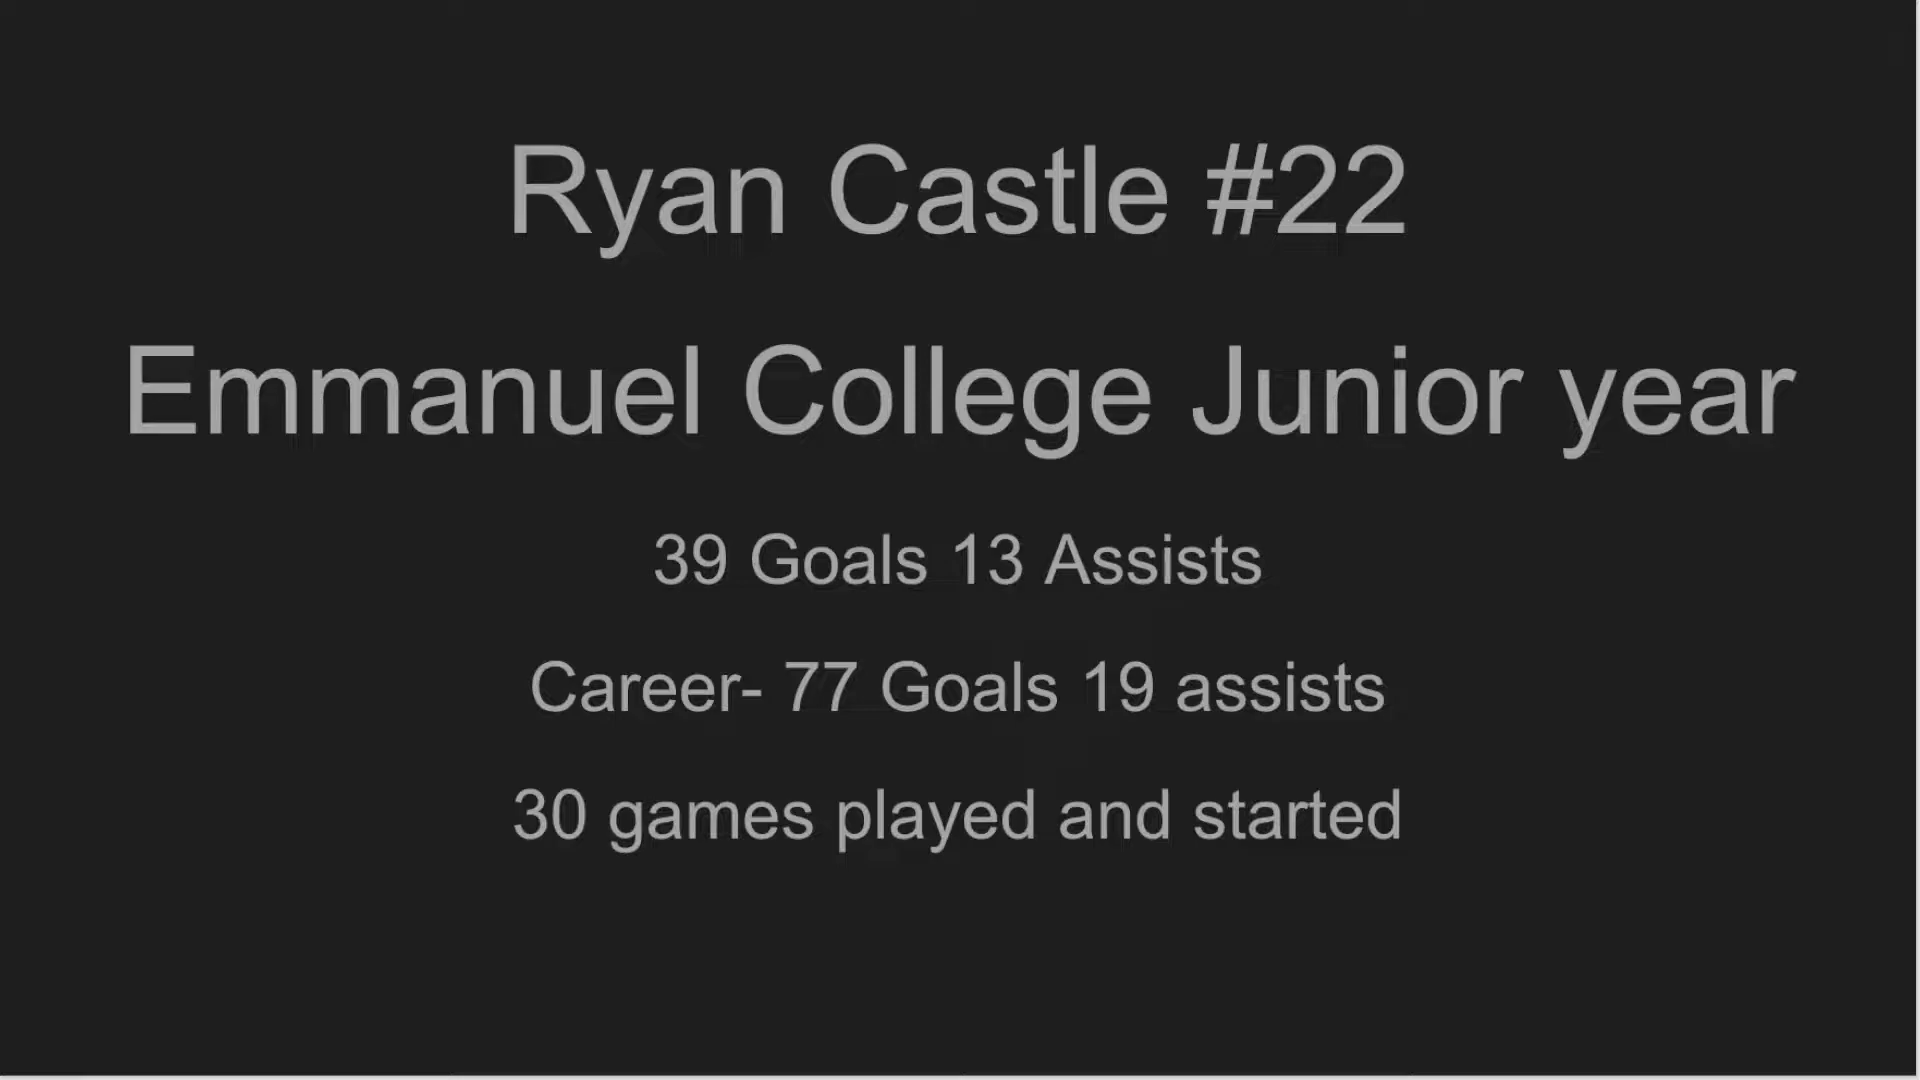 Ryan Castle #22
Emmanuel College Junior year
39 Goals 13 Assists
Career- 77 Goals 19 assists
30 games played and started